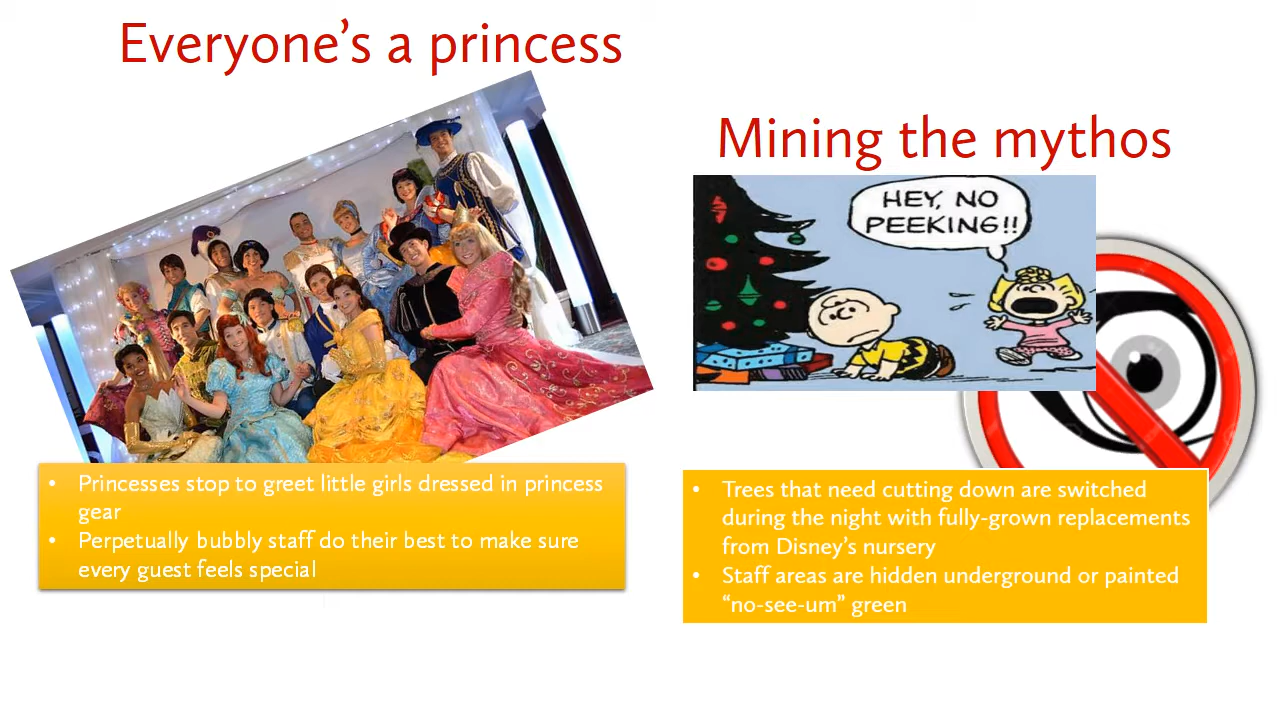 Everyone’s a princess
Mining the mythos
HEY, NO
PEEKING!!
• Princesses stop to greet little girls dressed in princess
gear
• Perpetually bubbly staff do their best to make sure
every guest feels special
• Trees that need cutting down are switched
during the night with fully-grown replacements
from Disney’s nursery
• Staff areas are hidden underground or painted
“no-see-um” green